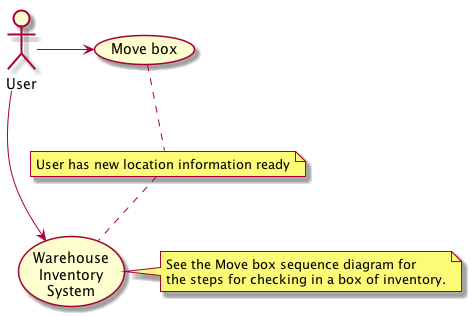 Move box
User
User has new location information ready
Warehouse
Inventory
System
See the Move box sequence diagram for
the steps for checking in a box of inventory.